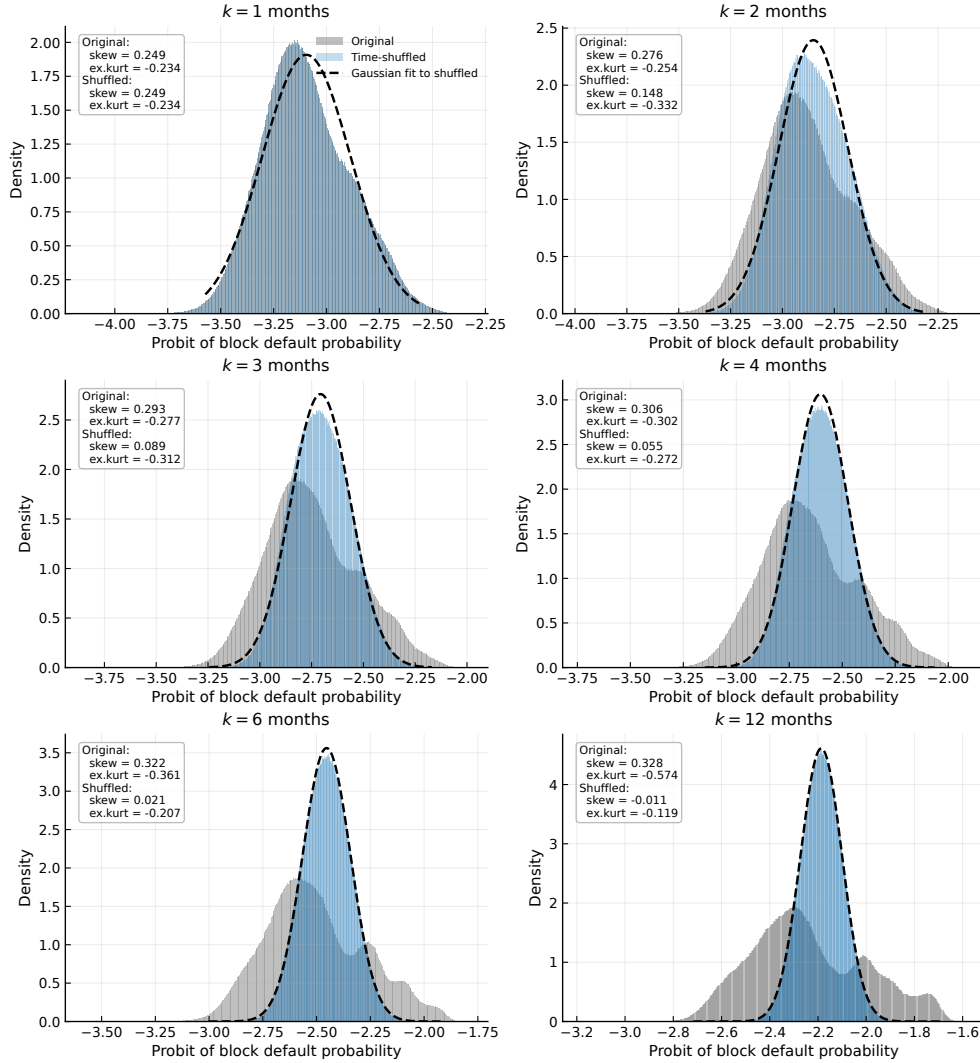 k = 1 months
Original:
skew = 0.249
ex.kurt = -0.234
Shuffled:
skew = 0.249
ex.kurt = -0.234
Original
Time-shuffled
Gaussian fit to shuffled
Density
2.00
1.75
1.50
1.25
1.00
0.75
0.50
0.25
0.00
−4.00 −3.75 −3.50 −3.25 −3.00 −2.75 −2.50 −2.25
Probit of block default probability
k = 2 months
Original:
skew = 0.276
ex.kurt = -0.254
Shuffled:
skew = 0.148
ex.kurt = -0.332
Density
2.5
2.0
1.5
1.0
0.5
0.0
−4.00 −3.75 −3.50 −3.25 −3.00 −2.75 −2.50 −2.25
Probit of block default probability
k = 3 months
Original:
skew = 0.293
ex.kurt = -0.277
Shuffled:
skew = 0.089
ex.kurt = -0.312
Density
2.5
2.0
1.5
1.0
0.5
0.0
−3.75 −3.50 −3.25 −3.00 −2.75 −2.50 −2.25 −2.00
Probit of block default probability
k = 4 months
Original:
skew = 0.306
ex.kurt = -0.302
Shuffled:
skew = 0.055
ex.kurt = -0.272
Density
3.0
2.5
2.0
1.5
1.0
0.5
0.0
−3.75 −3.50 −3.25 −3.00 −2.75 −2.50 −2.25 −2.00
Probit of block default probability
k = 6 months
Original:
skew = 0.322
ex.kurt = -0.361
Shuffled:
skew = 0.021
ex.kurt = -0.207
Density
3.5
3.0
2.5
2.0
1.5
1.0
0.5
0.0
−3.50 −3.25 −3.00 −2.75 −2.50 −2.25 −2.00 −1.75
Probit of block default probability
k = 12 months
Original:
skew = 0.328
ex.kurt = -0.574
Shuffled:
skew = -0.011
ex.kurt = -0.119
Density
4
3
2
1
0
−3.2 −3.0 −2.8 −2.6 −2.4 −2.2 −2.0 −1.8 −1.6
Probit of block default probability